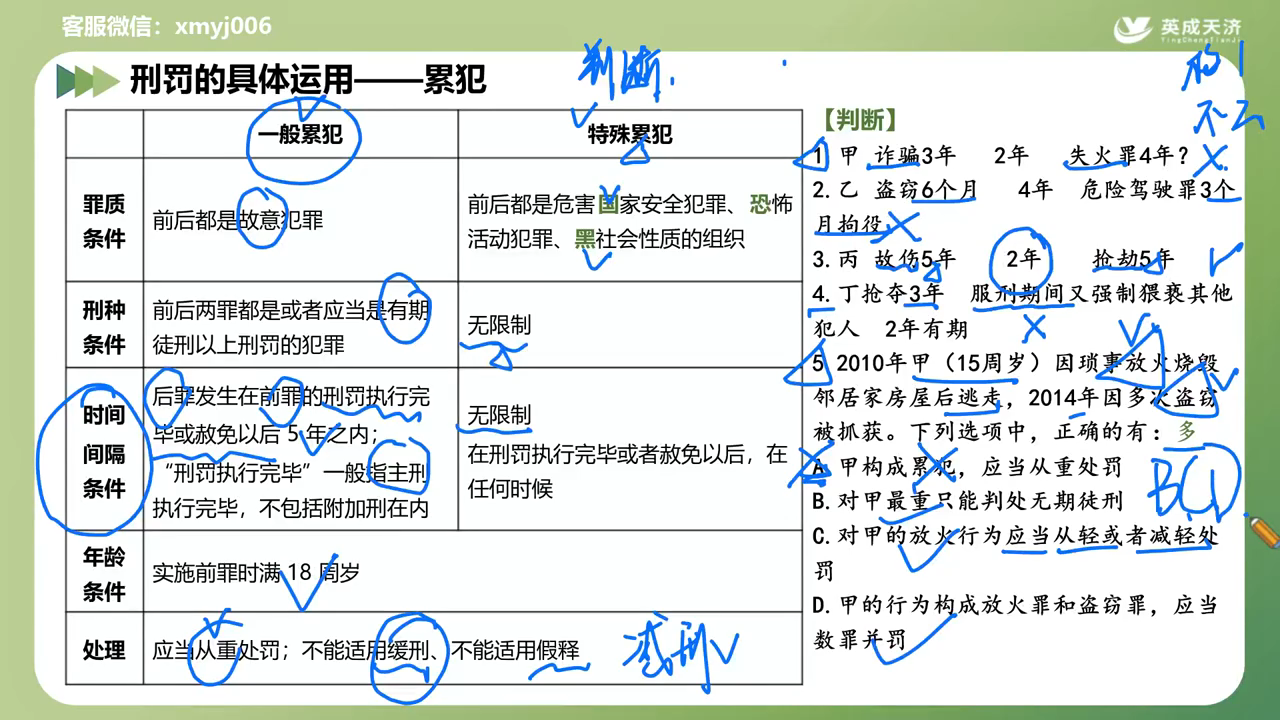 客服微信：xmyj006
英成天济
YingChengTianJi
刑罚的具体运用——累犯
判断.
一般累犯
特殊累犯
罪质
条件
前后都是故意犯罪
前后都是危害国家安全犯罪、恐怖
活动犯罪、黑社会性质的组织
刑种
条件
前后两罪都是或者应当是有期
徒刑以上刑罚的犯罪
无限制
时间
间隔
条件
后罪发生在前罪的刑罚执行完
毕或赦免以后 5 年之内；
“刑罚执行完毕”一般指主刑
执行完毕，不包括附加刑在内
无限制
在刑罚执行完毕或者赦免以后，在
任何时候
年龄
条件
实施前罪时满 18 周岁
处理
应当从重处罚；不能适用缓刑、不能适用假释
减刑
【判断】
1. 甲 诈骗3年 2年 失火罪4年？
2. 乙 盗窃6个月 4年 危险驾驶罪3个
月拘役
3. 丙 故伤5年 2年 抢劫5年
4. 丁抢夺3年 服刑期间又强制猥亵其他
犯人 2年有期
5. 2010年甲（15周岁）因琐事放火烧毁
邻居家房屋后逃走，2014年因多次盗窃
被抓获。下列选项中，正确的有：多
A. 甲构成累犯，应当从重处罚
B. 对甲最重只能判处无期徒刑
BCD
C. 对甲的放火行为应当从轻或者减轻处
罚
D. 甲的行为构成放火罪和盗窃罪，应当
数罪并罚